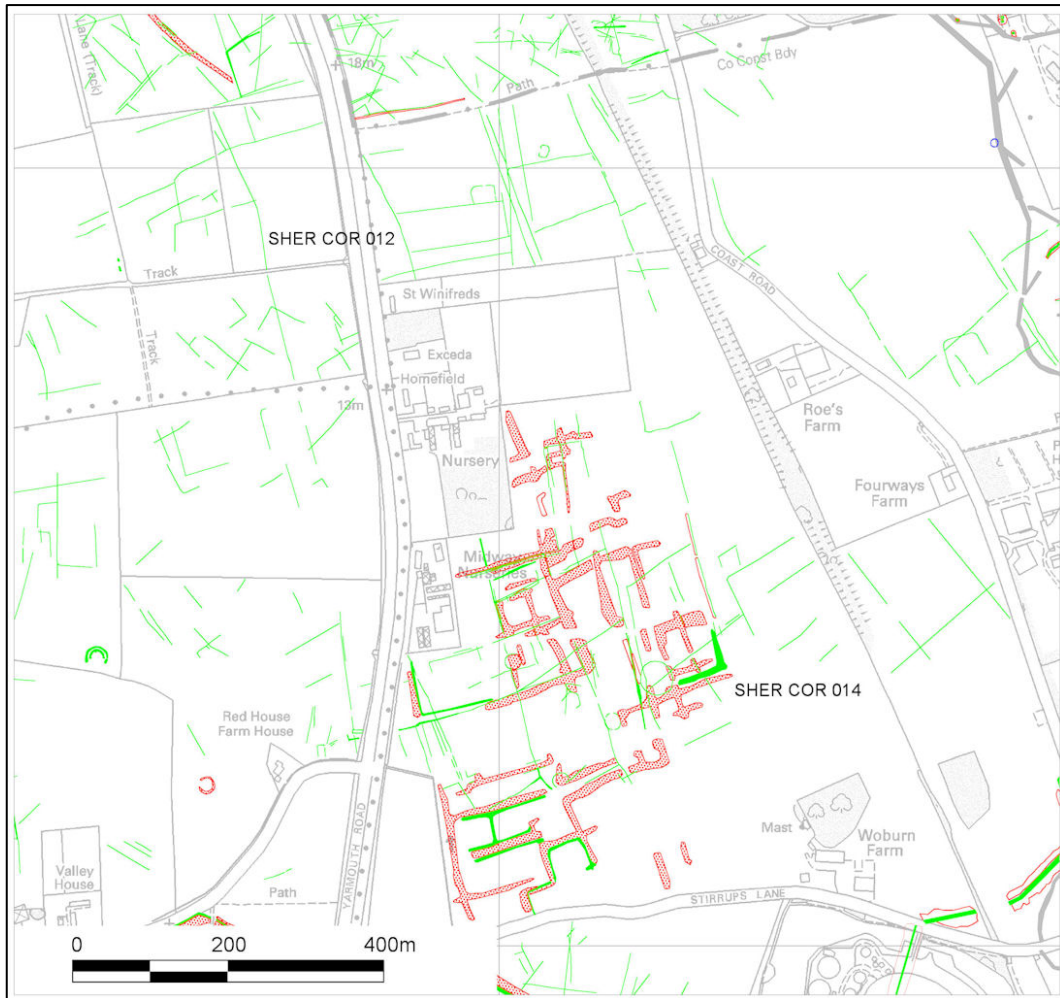 Lane (Track)
18m
Path
Co Const Bdy
SHER COR 012
Track
Track
COAST ROAD
St Winifreds
Exceda
Homefield
13m
Roe's
Farm
Nursery
Fourways
Farm
Midway
Nurseries
SHER COR 014
Red House
Farm House
YARMOUTH ROAD
Mast
Woburn
Farm
Valley
House
Path
STIRRUPS LANE
0 200 400m